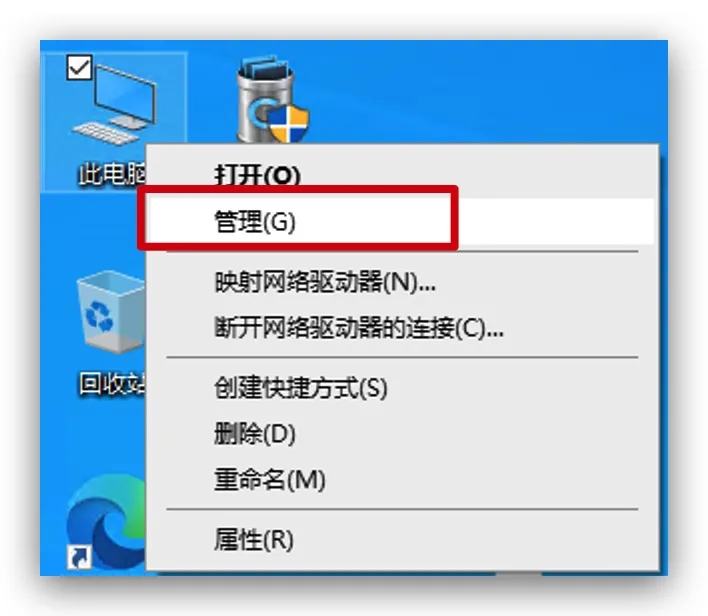 此电脑
打开(O)
管理(G)
映射网络驱动器(N)...
断开网络驱动器的连接(C)...
回收站
创建快捷方式(S)
删除(D)
重命名(M)
属性(R)